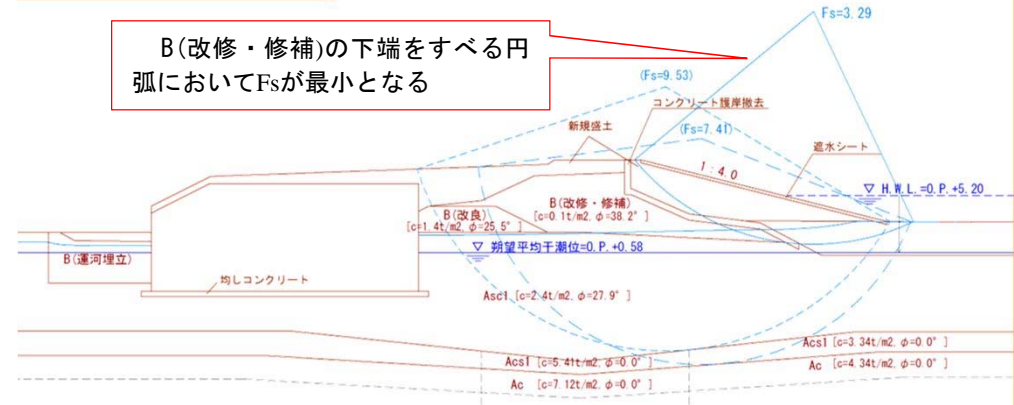 Fs=3.29
B(改修・修補)の下端をすべる円
弧においてFsが最小となる
(Fs=9.53)
コンクリート護岸撤去
新規盛土
(Fs=7.41)
遮水シート
1:4.0
▽ H.W.L.=O.P.+5.20
B(改修・修補)
[c=0.1t/m2, φ=38.2°]
B(改良)
[c=1.4t/m2, φ=25.5°]
▽ 朔望平均干潮位=O.P.+0.58
B(運河埋立)
均しコンクリート
Asc1 [c=2.4t/m2, φ=27.9°]
Acs1 [c=3.34t/m2, φ=0.0°]
Acs1 [c=5.41t/m2, φ=0.0°]
Ac [c=4.34t/m2, φ=0.0°]
Ac [c=7.12t/m2, φ=0.0°]